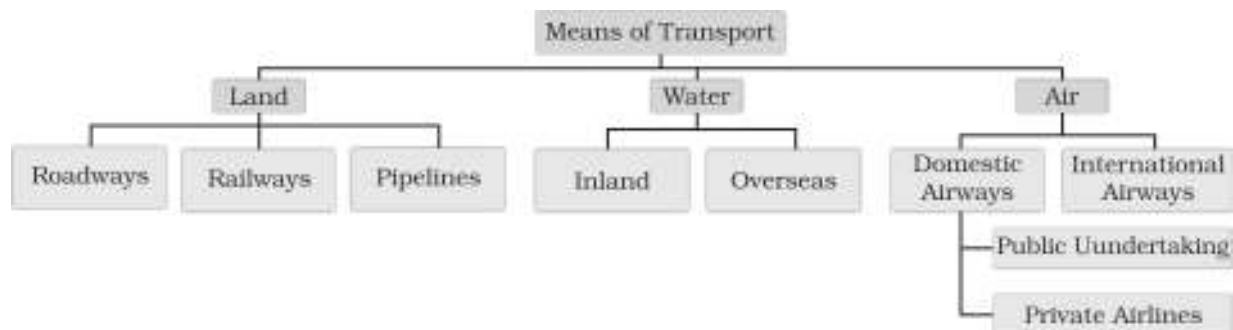 Means of Transport
Land
Water
Air
Roadways
Railways
Pipelines
Inland
Overseas
Domestic
Airways
International
Airways
Public Uundertaking
Private Airlines